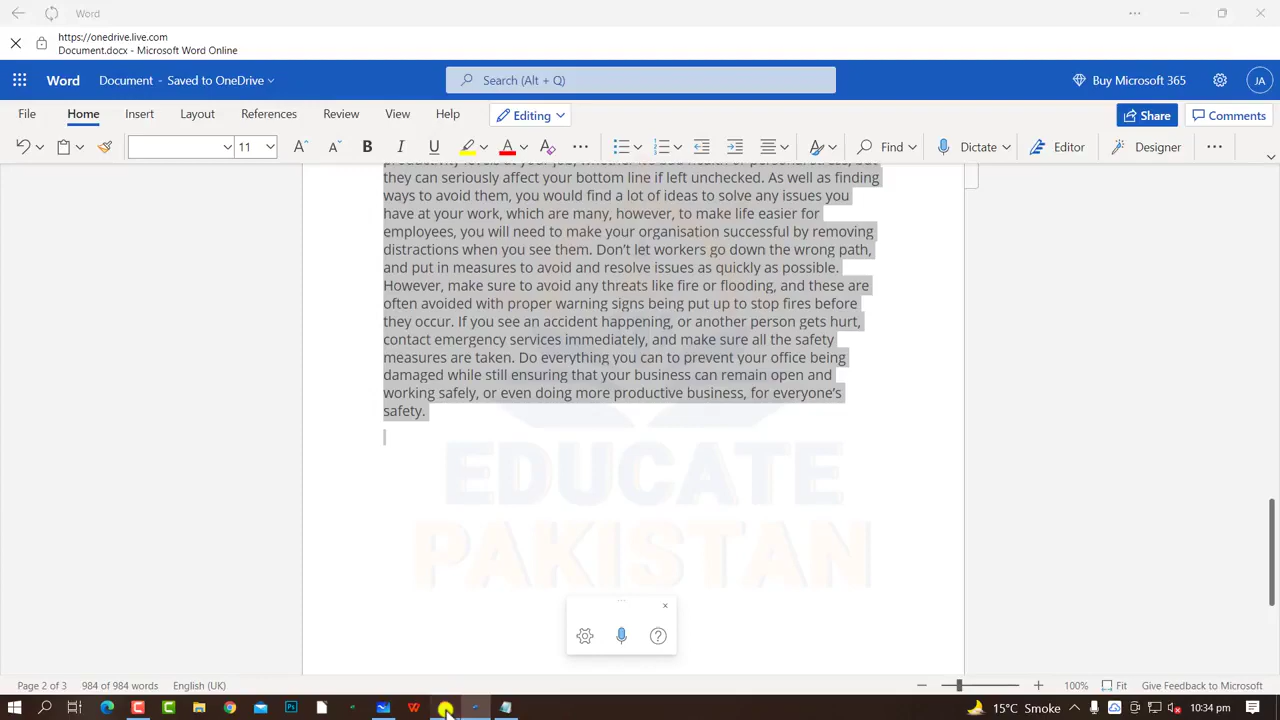 Word
https://onedrive.live.com
Document.docx - Microsoft Word Online
Word Document - Saved to OneDrive Search (Alt + Q) Buy Microsoft 365 JA
File Home Insert Layout References Review View Help Editing Share Comments
11 B I U A Dictate Editor Find Designer
they can seriously affect your bottom line if left unchecked. As well as finding
ways to avoid them, you would find a lot of ideas to solve any issues you
have at your work, which are many, however, to make life easier for
employees, you will need to make your organisation successful by removing
distractions when you see them. Don’t let workers go down the wrong path,
and put in measures to avoid and resolve issues as quickly as possible.
However, make sure to avoid any threats like fire or flooding, and these are
often avoided with proper warning signs being put up to stop fires before
they occur. If you see an accident happening, or another person gets hurt,
contact emergency services immediately, and make sure all the safety
measures are taken. Do everything you can to prevent your office being
damaged while still ensuring that your business can remain open and
working safely, or even doing more productive business, for everyone’s
safety.
EDUCATE
PAKISTAN
Page 2 of 3 984 of 984 words English (UK) 100% Fit Give Feedback to Microsoft
15°C Smoke 10:34 pm